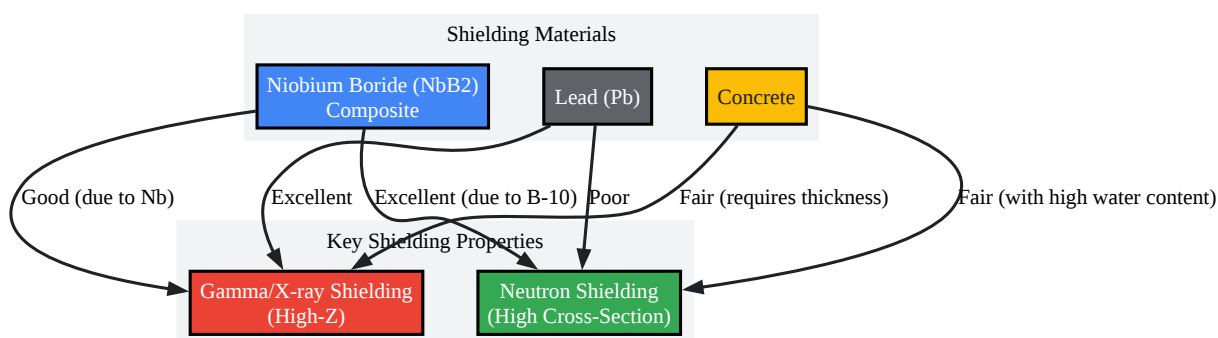 Shielding Materials
Niobium Boride (NbB2)
Composite
Lead (Pb)
Concrete
Good (due to Nb)
Excellent
Excellent (due to B-10)
Poor
Fair (requires thickness)
Fair (with high water content)
Key Shielding Properties
Gamma/X-ray Shielding
(High-Z)
Neutron Shielding
(High Cross-Section)